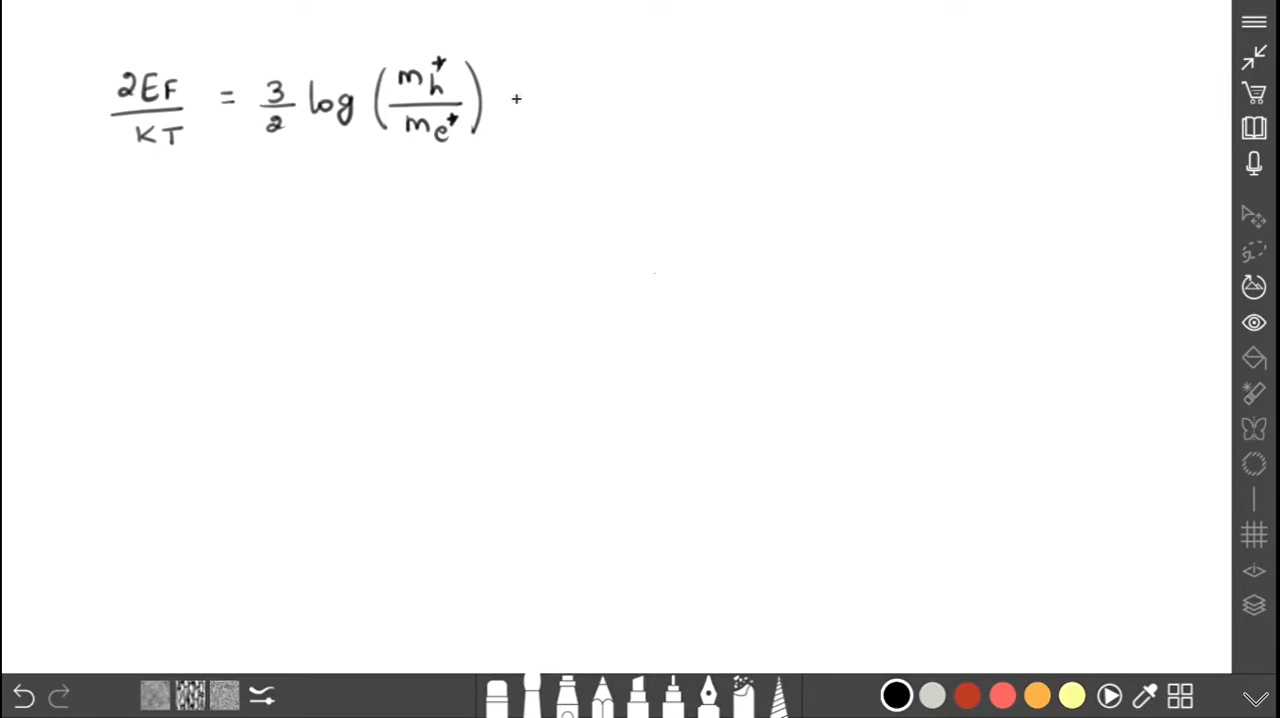 2EF/KT = 3/2 log (mh*/me*) +